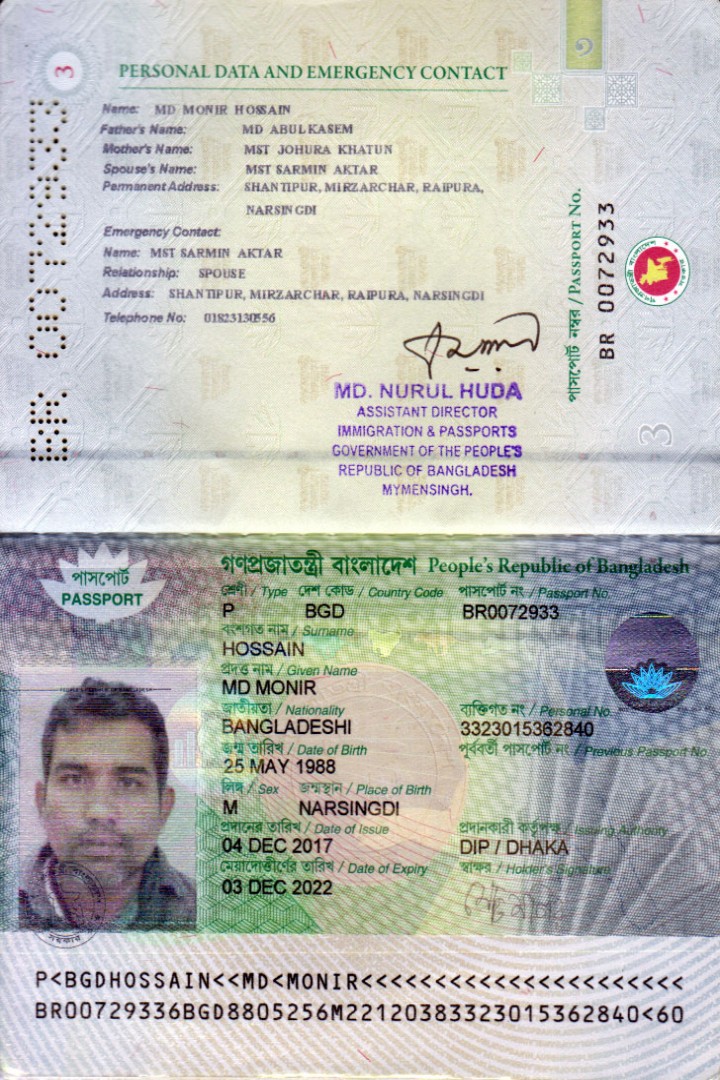 3
PERSONAL DATA AND EMERGENCY CONTACT
Name: MD MONIR HOSSAIN
Father's Name: MD ABUL KASEM
Mother's Name: MST JOHURA KHATUN
Spouse's Name: MST SARMIN AKTAR
Permanent Address: SHANTIPUR, MIRZARCHAR, RAIPURA,
NARSINGDI
Emergency Contact:
Name: MST SARMIN AKTAR
Relationship: SPOUSE
Address: SHANTIPUR, MIRZARCHAR, RAIPURA, NARSINGDI
Telephone No: 01823130556
BR 0072933
পাসপোর্ট নম্বর / PASSPORT No.
BR 0072933
3
MD. NURUL HUDA
ASSISTANT DIRECTOR
IMMIGRATION & PASSPORTS
GOVERNMENT OF THE PEOPLE'S
REPUBLIC OF BANGLADESH
MYMENSINGH.
গণপ্রজাতন্ত্রী বাংলাদেশ People's Republic of Bangladesh
পাসপোর্ট
PASSPORT
শ্রেণী / Type দেশ কোড / Country Code পাসপোর্ট নং / Passport No.
P BGD BR0072933
বংশগত নাম / Surname
HOSSAIN
প্রদত্ত নাম / Given Name
MD MONIR
জাতীয়তা / Nationality ব্যক্তিগত নং / Personal No.
BANGLADESHI 3323015362840
জন্ম তারিখ / Date of Birth পূর্ববর্তী পাসপোর্ট নং / Previous Passport No.
25 MAY 1988
লিঙ্গ / Sex জন্মস্থান / Place of Birth
M NARSINGDI
প্রদানের তারিখ / Date of Issue প্রদানকারী কর্তৃপক্ষ / Issuing Authority
04 DEC 2017 DIP / DHAKA
মেয়াদোত্তীর্ণের তারিখ / Date of Expiry স্বাক্ষর / Holder's Signature
03 DEC 2022
P<BGDHOSSAIN<<MD<MONIR<<<<<<<<<<<<<<<<<<<<<<
BR00729336BGD8805256M22120383323015362840<60